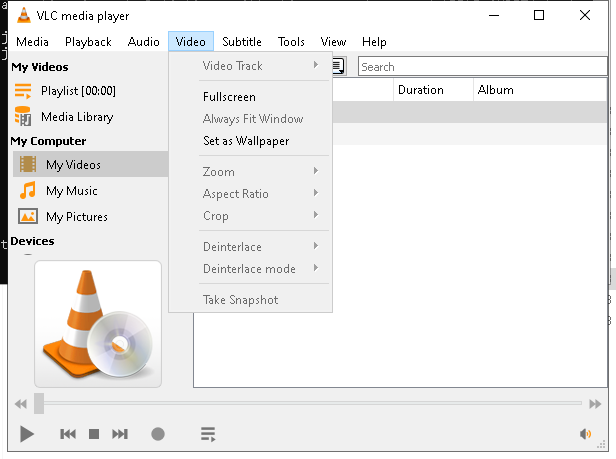 VLC media player
Media Playback Audio Video Subtitle Tools View Help
My Videos
Playlist [00:00]
Media Library
My Computer
My Videos
My Music
My Pictures
Devices
Video Track
Fullscreen
Always Fit Window
Set as Wallpaper
Zoom
Aspect Ratio
Crop
Deinterlace
Deinterlace mode
Take Snapshot
Search
Duration Album